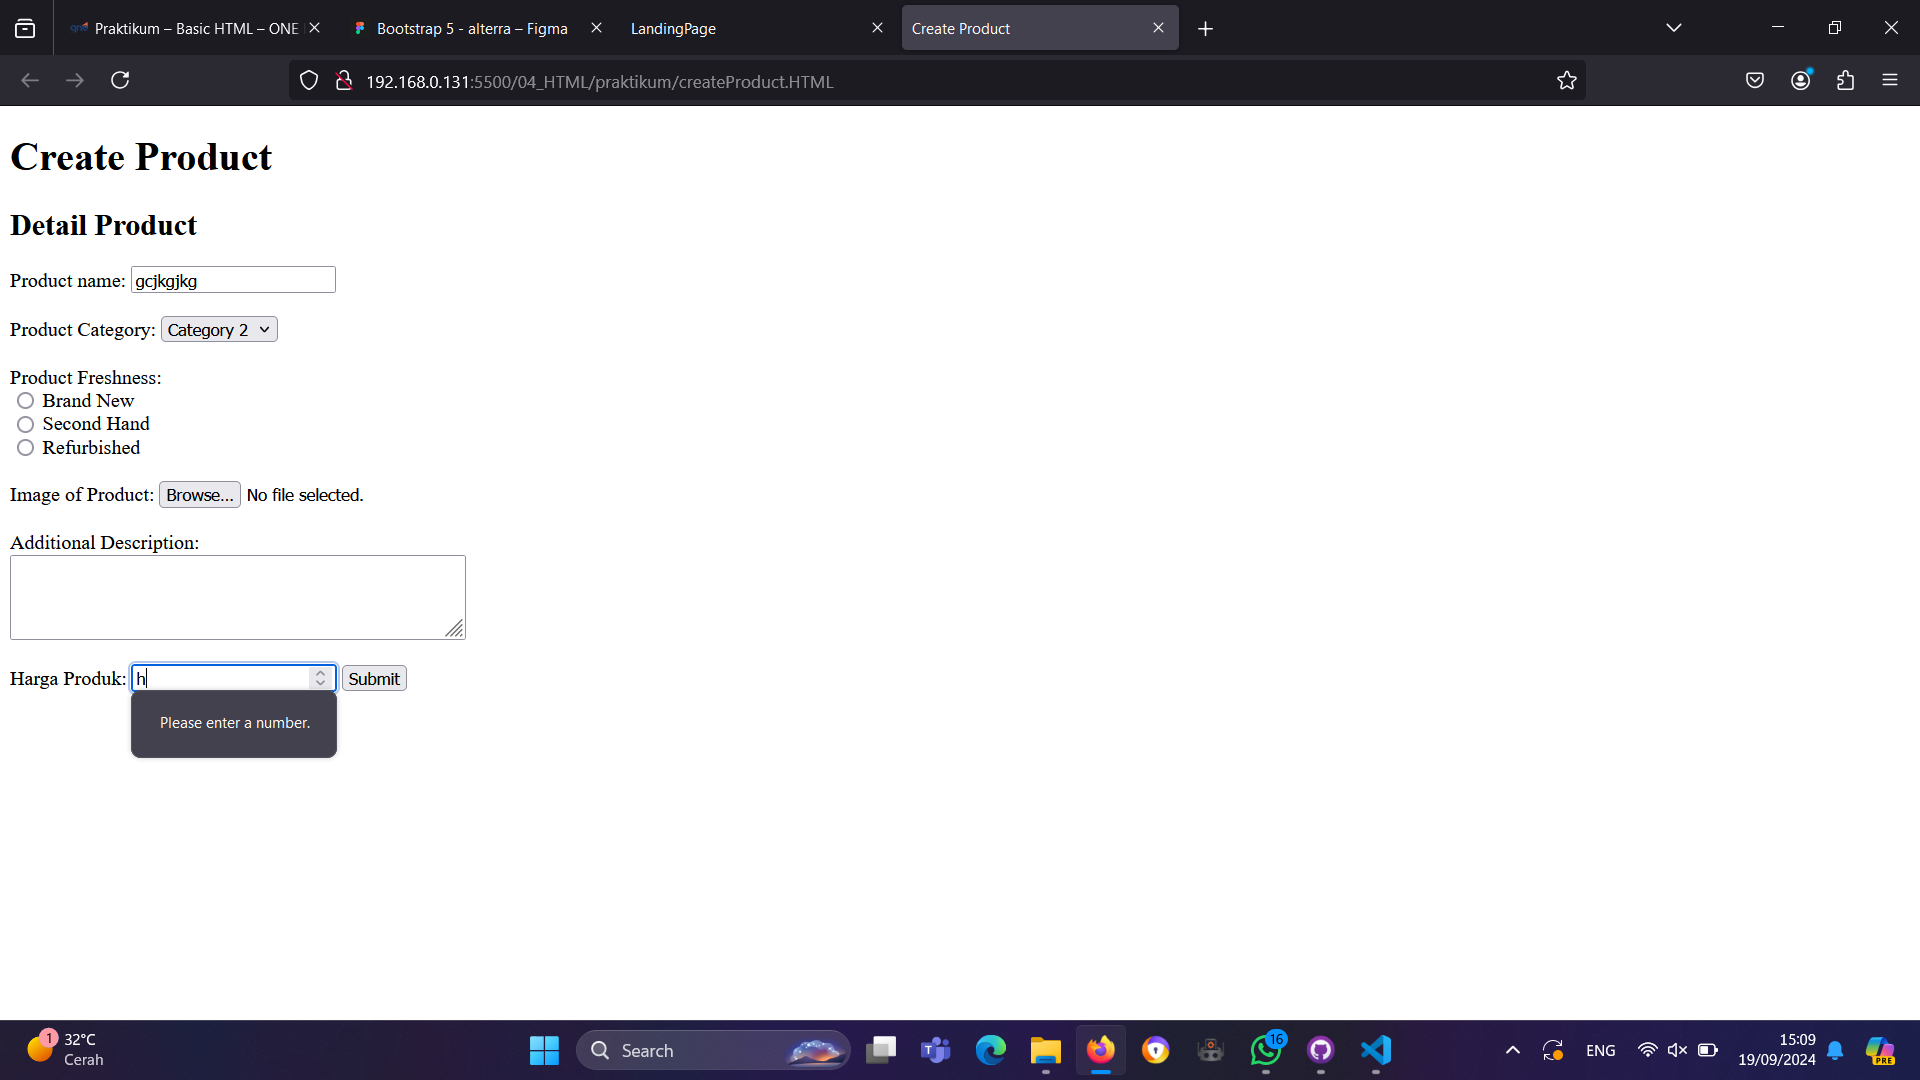 Praktikum – Basic HTML – ONE
Bootstrap 5 - alterra – Figma
LandingPage
Create Product
192.168.0.131:5500/04_HTML/praktikum/createProduct.HTML
Create Product
Detail Product
Product name: gcjkgjkg
Product Category: Category 2
Product Freshness:
Brand New
Second Hand
Refurbished
Image of Product: Browse... No file selected.
Additional Description:
Harga Produk: h Submit
Please enter a number.
1
32°C
Cerah
Search
16
ENG
15:09
19/09/2024
PRE